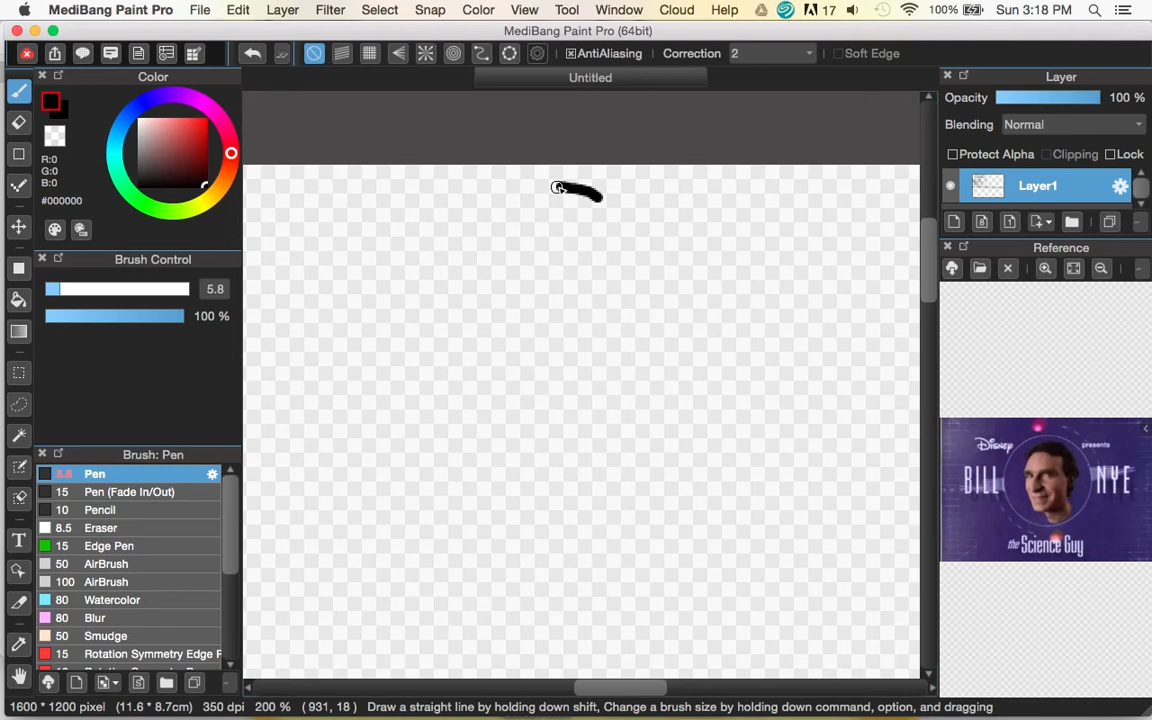 MediBang Paint Pro File Edit Layer Filter Select Snap Color View Tool Window Cloud Help 17 100% Sun 3:18 PM
MediBang Paint Pro (64bit)
AntiAliasing Correction 2 Soft Edge
Untitled
Color
R:0
G:0
B:0
#000000
Brush Control
5.8
100 %
Brush: Pen
5.8 Pen
15 Pen (Fade In/Out)
10 Pencil
8.5 Eraser
15 Edge Pen
50 AirBrush
100 AirBrush
80 Watercolor
80 Blur
50 Smudge
15 Rotation Symmetry Edge
T
Layer
Opacity 100 %
Blending Normal
Protect Alpha Clipping Lock
Layer1
8 1
Reference
Disney presents
BILL NYE
the Science Guy
1600 * 1200 pixel (11.6 * 8.7cm) 350 dpi 200 % ( 931, 18 ) Draw a straight line by holding down shift, Change a brush size by holding down command, option, and dragging